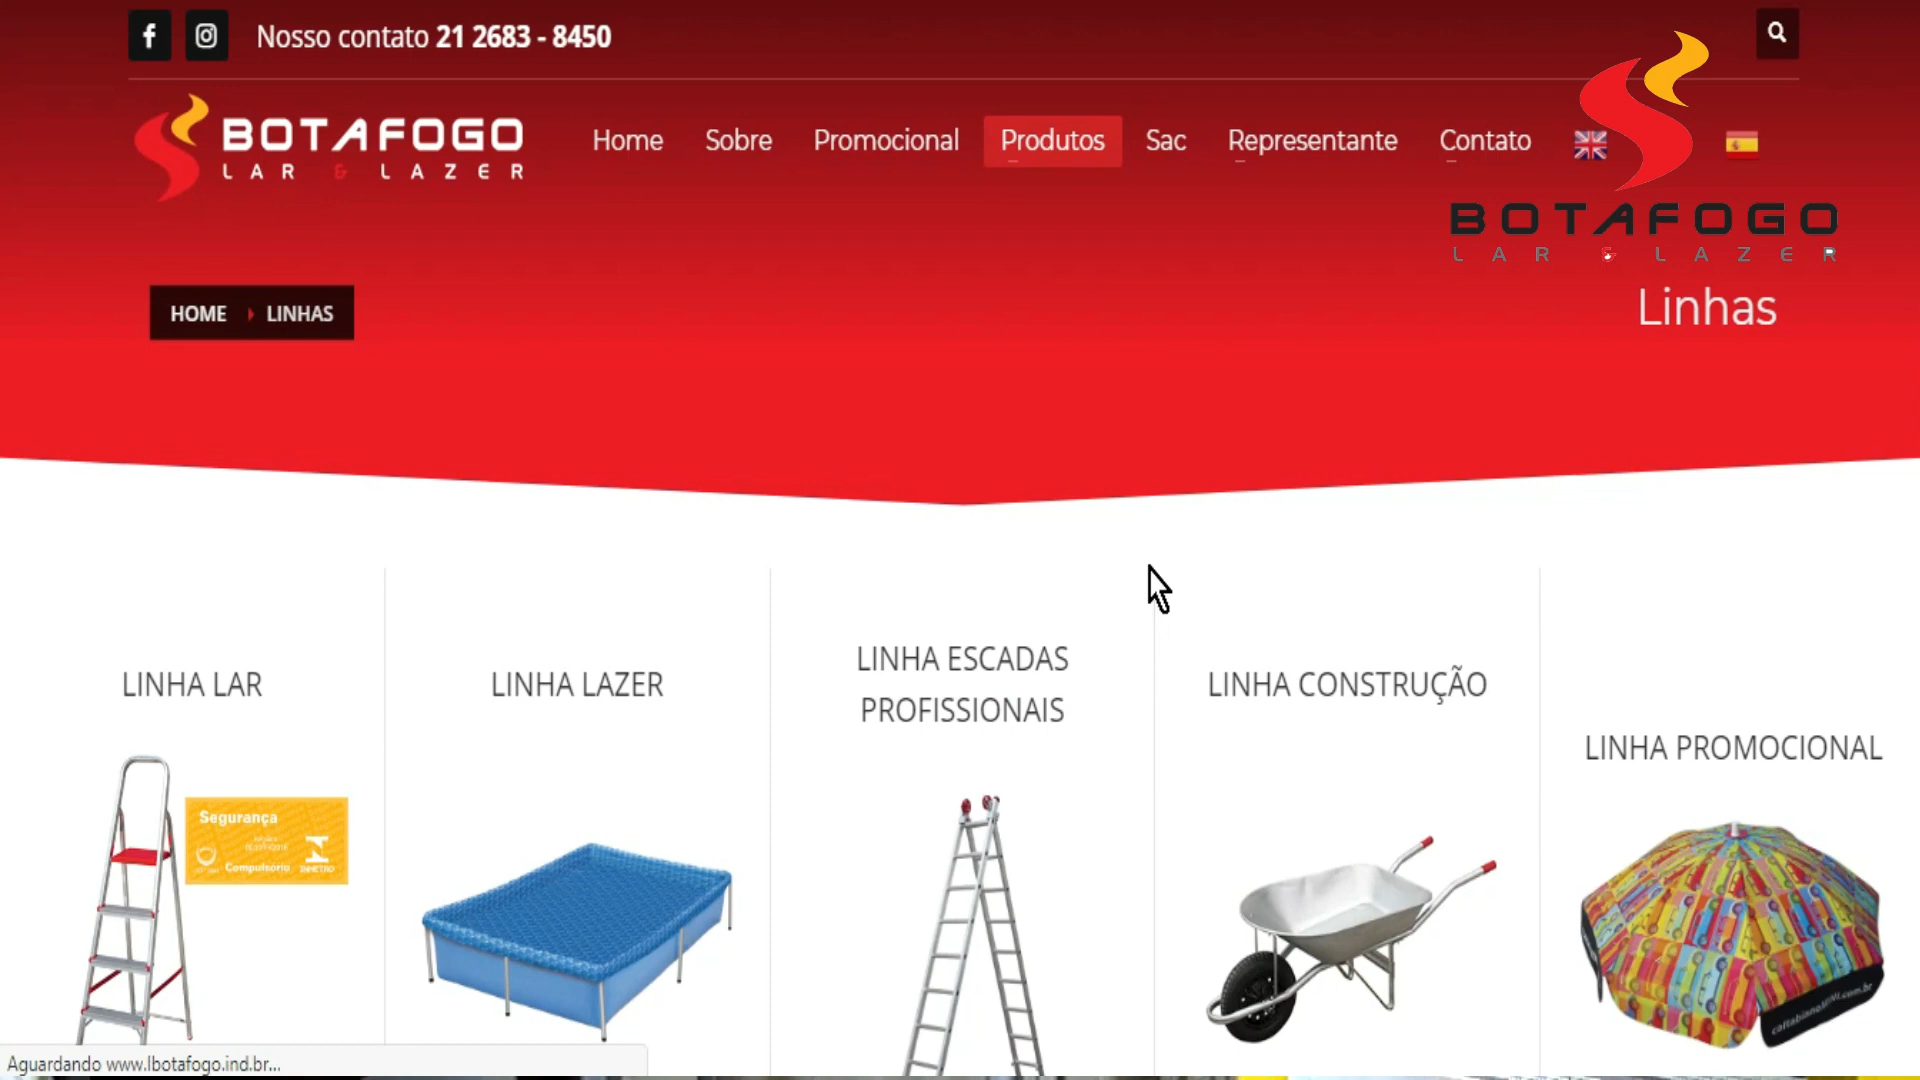 Nosso contato 21 2683 - 8450
BOTAFOGO
LAR & LAZER
Home Sobre Promocional Produtos Sac Representante Contato
BOTAFOGO
LAR & LAZER
HOME LINHAS
Linhas
LINHA LAR
LINHA LAZER
LINHA ESCADAS
PROFISSIONAIS
LINHA CONSTRUÇÃO
LINHA PROMOCIONAL
Segurança
Compulsório
INMETRO
Aguardando www.lbotafogo.ind.br...